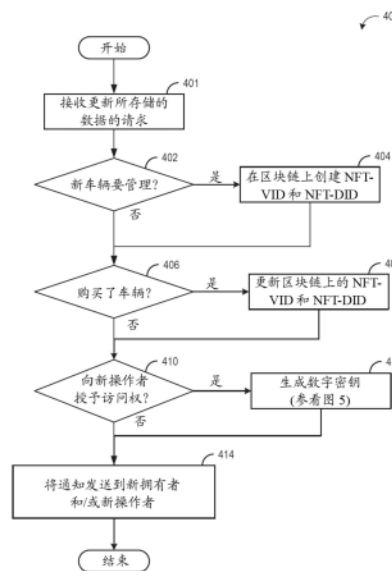 40
开始
401
接收更新所存储的
数据的请求
402
新车辆要管理?
是
404
在区块链上创建 NFT-
VID 和 NFT-DID
否
406
购买了车辆?
是
40
更新区块链上的 NFT-
VID 和 NFT-DID
否
410
向新操作者
授予访问权?
是
4
生成数字密钥
(参看图 5)
否
414
将通知发送到新拥有者
和/或新操作者
结束